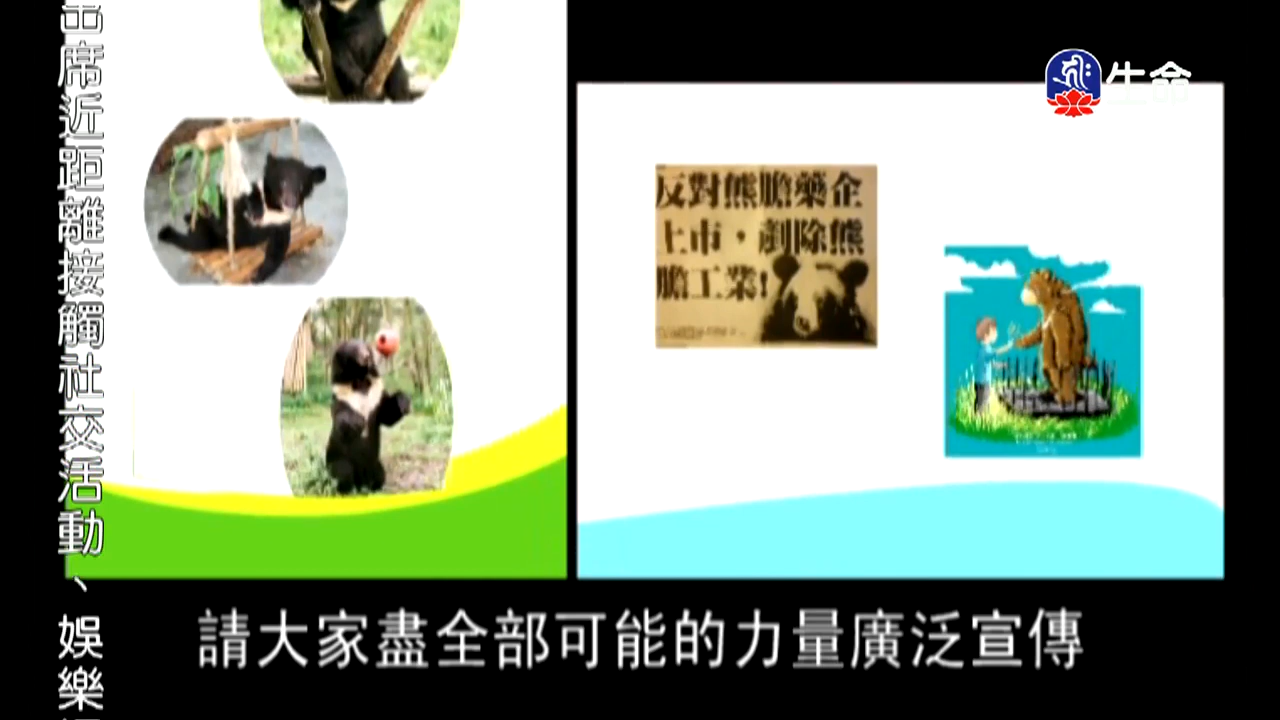 出席近距離接觸社交活動、娛樂
生命
反對熊膽藥企
上市，剷除熊
膽工業!
請大家盡全部可能的力量廣泛宣傳